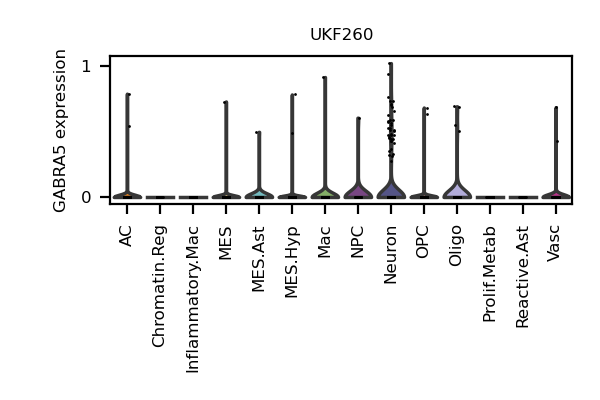 UKF260
GABRA5 expression
1
0
AC
Chromatin.Reg
Inflammatory.Mac
MES
MES.Ast
MES.Hyp
Mac
NPC
Neuron
OPC
Oligo
Prolif.Metab
Reactive.Ast
Vasc